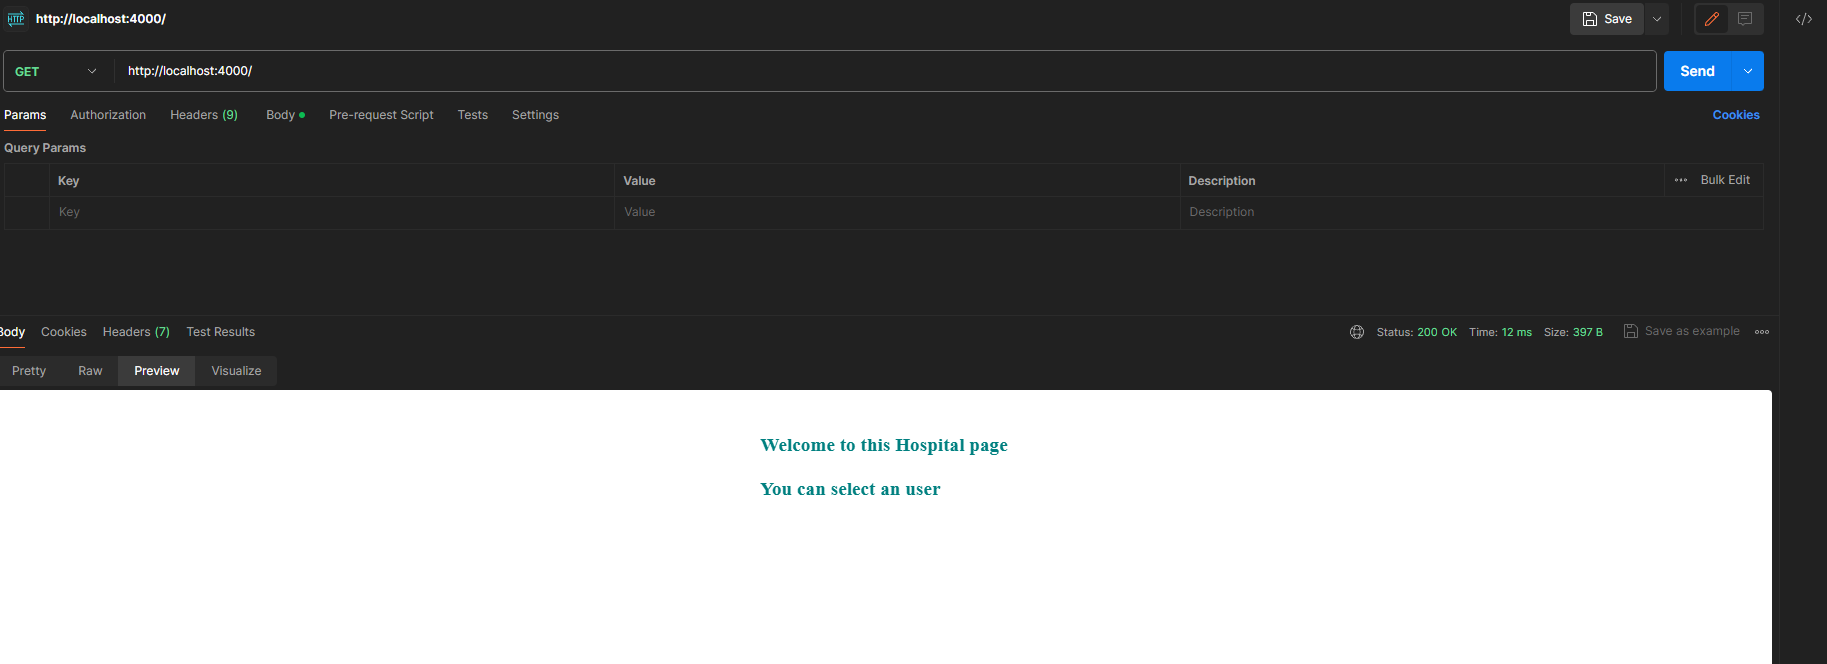 HTTP http://localhost:4000/ Save
GET http://localhost:4000/ Send
Params Authorization Headers (9) Body Pre-request Script Tests Settings Cookies
Query Params
Key Value Description Bulk Edit
Key Value Description
Body Cookies Headers (7) Test Results Status: 200 OK Time: 12 ms Size: 397 B Save as example
Pretty Raw Preview Visualize
Welcome to this Hospital page
You can select an user